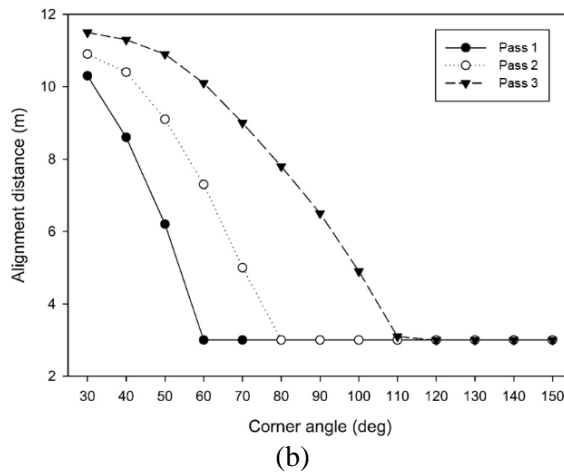 12
10
8
6
4
2
Alignment distance (m)
Pass 1
Pass 2
Pass 3
30 40 50 60 70 80 90 100 110 120 130 140 150
Corner angle (deg)
(b)